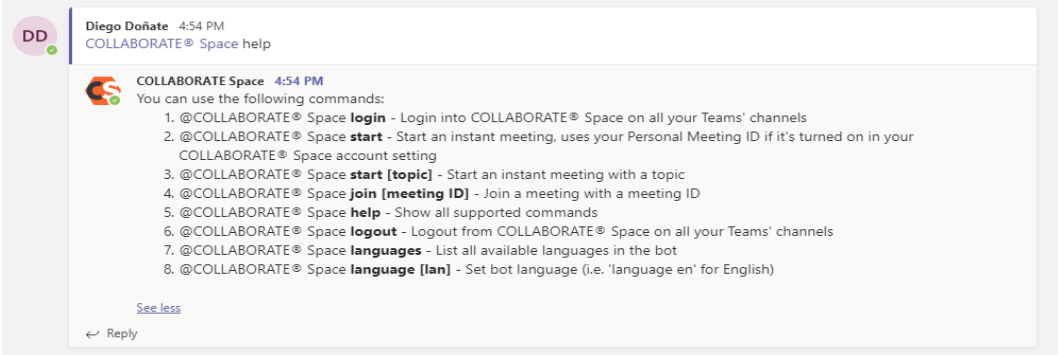 DD
Diego Doñate 4:54 PM
COLLABORATE® Space help
CS
COLLABORATE Space 4:54 PM
You can use the following commands:
1. @COLLABORATE® Space login - Login into COLLABORATE® Space on all your Teams' channels
2. @COLLABORATE® Space start - Start an instant meeting, uses your Personal Meeting ID if it's turned on in your
COLLABORATE® Space account setting
3. @COLLABORATE® Space start [topic] - Start an instant meeting with a topic
4. @COLLABORATE® Space join [meeting ID] - Join a meeting with a meeting ID
5. @COLLABORATE® Space help - Show all supported commands
6. @COLLABORATE® Space logout - Logout from COLLABORATE® Space on all your Teams' channels
7. @COLLABORATE® Space languages - List all available languages in the bot
8. @COLLABORATE® Space language [lan] - Set bot language (i.e. 'language en' for English)
See less
Reply